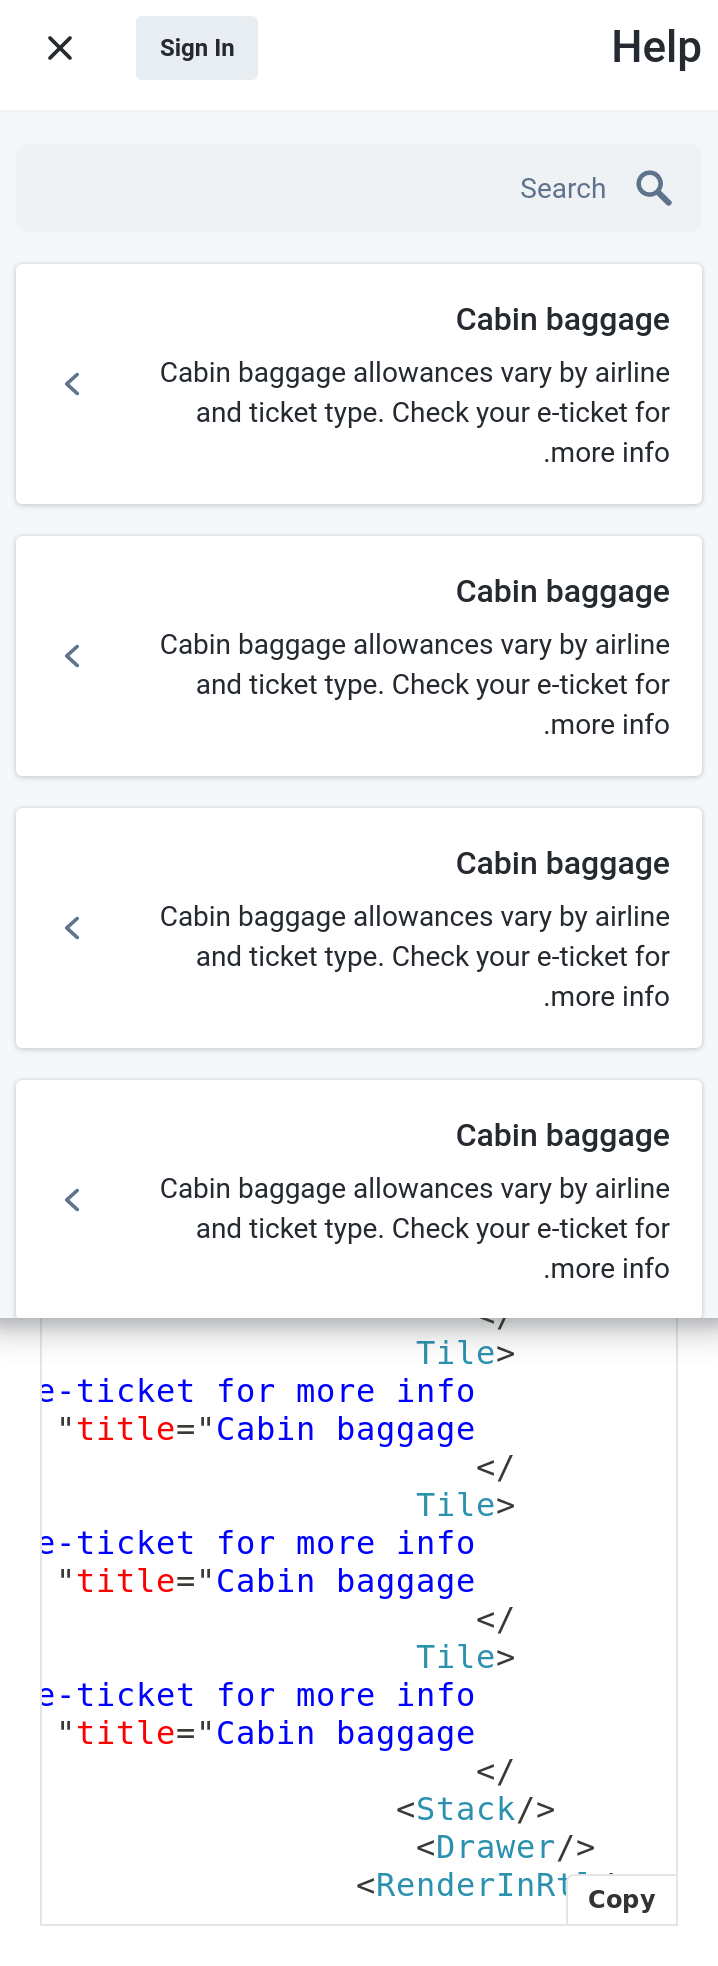 Help
Sign In
Search
Cabin baggage
Cabin baggage allowances vary by airline
and ticket type. Check your e-ticket for
.more info
Cabin baggage
Cabin baggage allowances vary by airline
and ticket type. Check your e-ticket for
.more info
Cabin baggage
Cabin baggage allowances vary by airline
and ticket type. Check your e-ticket for
.more info
Cabin baggage
Cabin baggage allowances vary by airline
and ticket type. Check your e-ticket for
.more info
</
Tile>
e-ticket for more info
"title="Cabin baggage
</
Tile>
e-ticket for more info
"title="Cabin baggage
</
Tile>
e-ticket for more info
"title="Cabin baggage
</
<Stack/>
<Drawer/>
<RenderInRtl
Copy